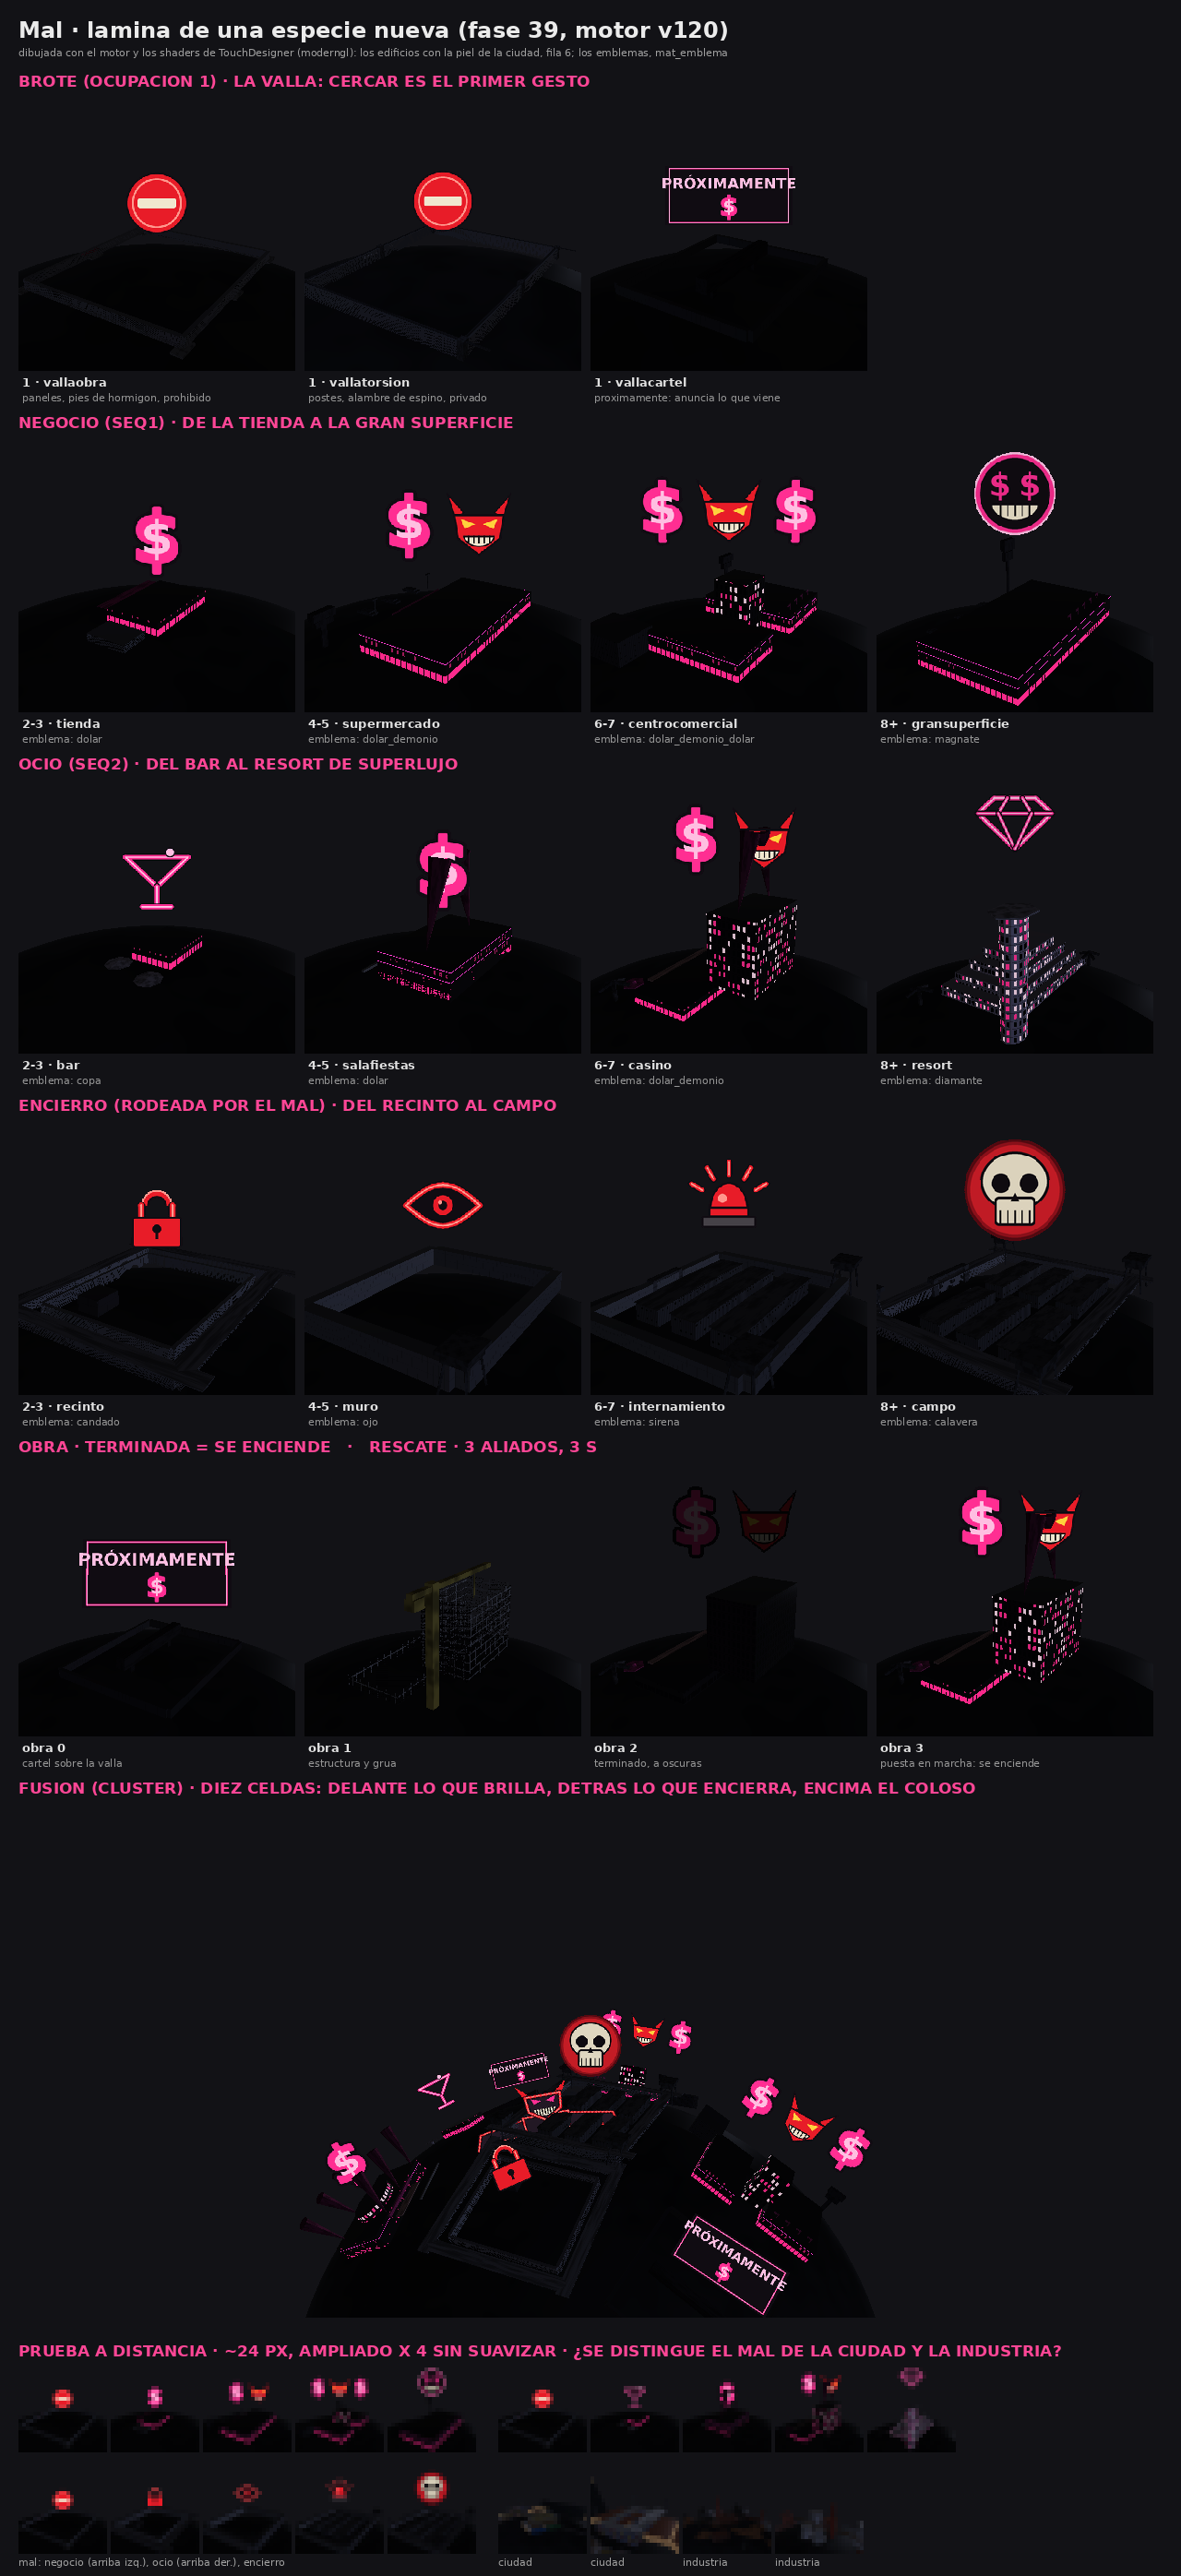 Mal · lamina de una especie nueva (fase 39, motor v120)
dibujada con el motor y los shaders de TouchDesigner (moderngl): los edificios con la piel de la ciudad, fila 6; los emblemas, mat_emblema
BROTE (OCUPACION 1) · LA VALLA: CERCAR ES EL PRIMER GESTO
PRÓXIMAMENTE
$
1 · vallaobra
paneles, pies de hormigon, prohibido
1 · vallatorsion
postes, alambre de espino, privado
1 · vallacartel
proximamente: anuncia lo que viene
NEGOCIO (SEQ1) · DE LA TIENDA A LA GRAN SUPERFICIE
$
$
$ $
$ $
2-3 · tienda
emblema: dolar
4-5 · supermercado
emblema: dolar_demonio
6-7 · centrocomercial
emblema: dolar_demonio_dolar
8+ · gransuperficie
emblema: magnate
OCIO (SEQ2) · DEL BAR AL RESORT DE SUPERLUJO
$
$
2-3 · bar
emblema: copa
4-5 · salafiestas
emblema: dolar
6-7 · casino
emblema: dolar_demonio
8+ · resort
emblema: diamante
ENCIERRO (RODEADA POR EL MAL) · DEL RECINTO AL CAMPO
2-3 · recinto
emblema: candado
4-5 · muro
emblema: ojo
6-7 · internamiento
emblema: sirena
8+ · campo
emblema: calavera
OBRA · TERMINADA = SE ENCIENDE · RESCATE · 3 ALIADOS, 3 S
PRÓXIMAMENTE
$
$
$
obra 0
cartel sobre la valla
obra 1
estructura y grua
obra 2
terminado, a oscuras
obra 3
puesta en marcha: se enciende
FUSION (CLUSTER) · DIEZ CELDAS: DELANTE LO QUE BRILLA, DETRAS LO QUE ENCIERRA, ENCIMA EL COLOSO
$ $
PRÓXIMAMENTE
$
$ $
$
PRÓXIMAMENTE
$
PRUEBA A DISTANCIA · ~24 PX, AMPLIADO X 4 SIN SUAVIZAR · ¿SE DISTINGUE EL MAL DE LA CIUDAD Y LA INDUSTRIA?
mal: negocio (arriba izq.), ocio (arriba der.), encierro
ciudad
ciudad
industria
industria